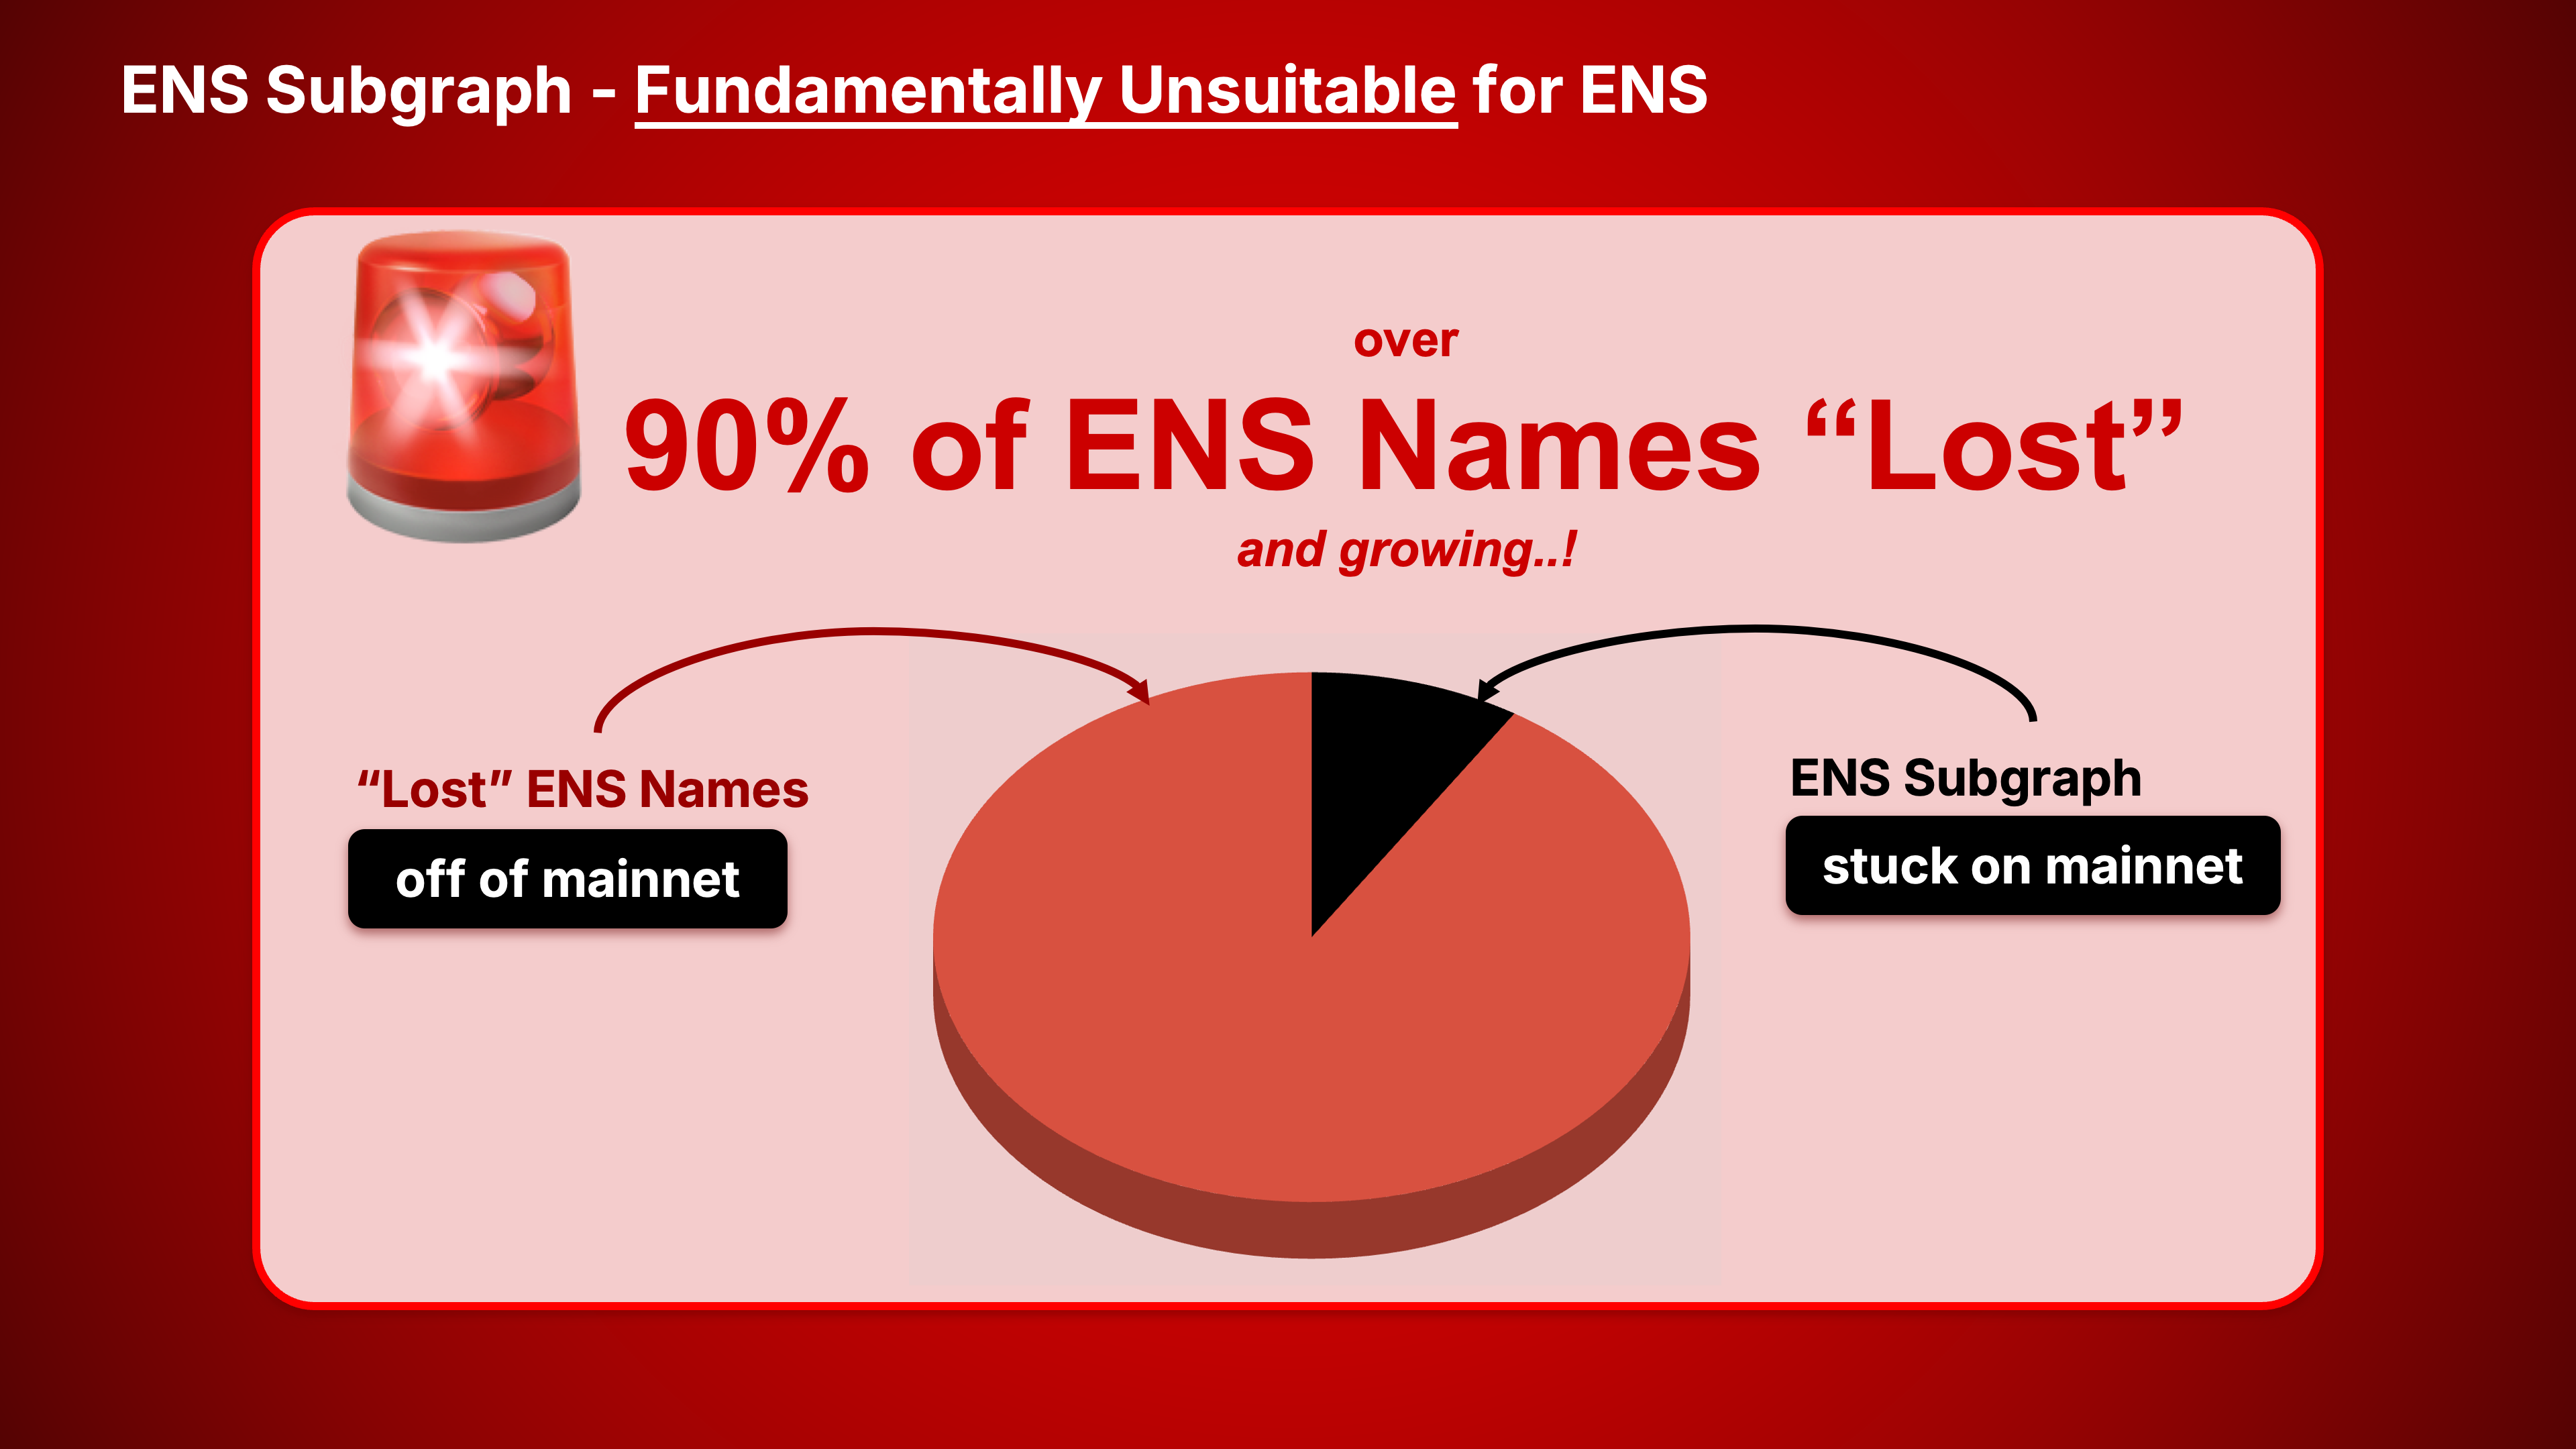 ENS Subgraph - Fundamentally Unsuitable for ENS
over
90% of ENS Names “Lost”
and growing..!
“Lost” ENS Names
off of mainnet
ENS Subgraph
stuck on mainnet